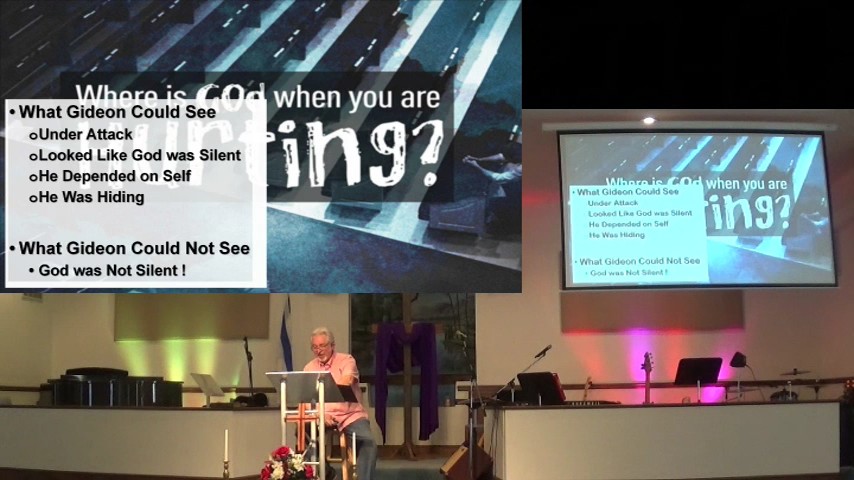 Where is GOD when you are
hurting?
• What Gideon Could See
oUnder Attack
oLooked Like God was Silent
oHe Depended on Self
oHe Was Hiding
• What Gideon Could Not See
• God was Not Silent !
Where is GOD when you are
rting?
• What Gideon Could See
Under Attack
Looked Like God was Silent
He Depended on Self
He Was Hiding
• What Gideon Could Not See
• God was Not Silent !